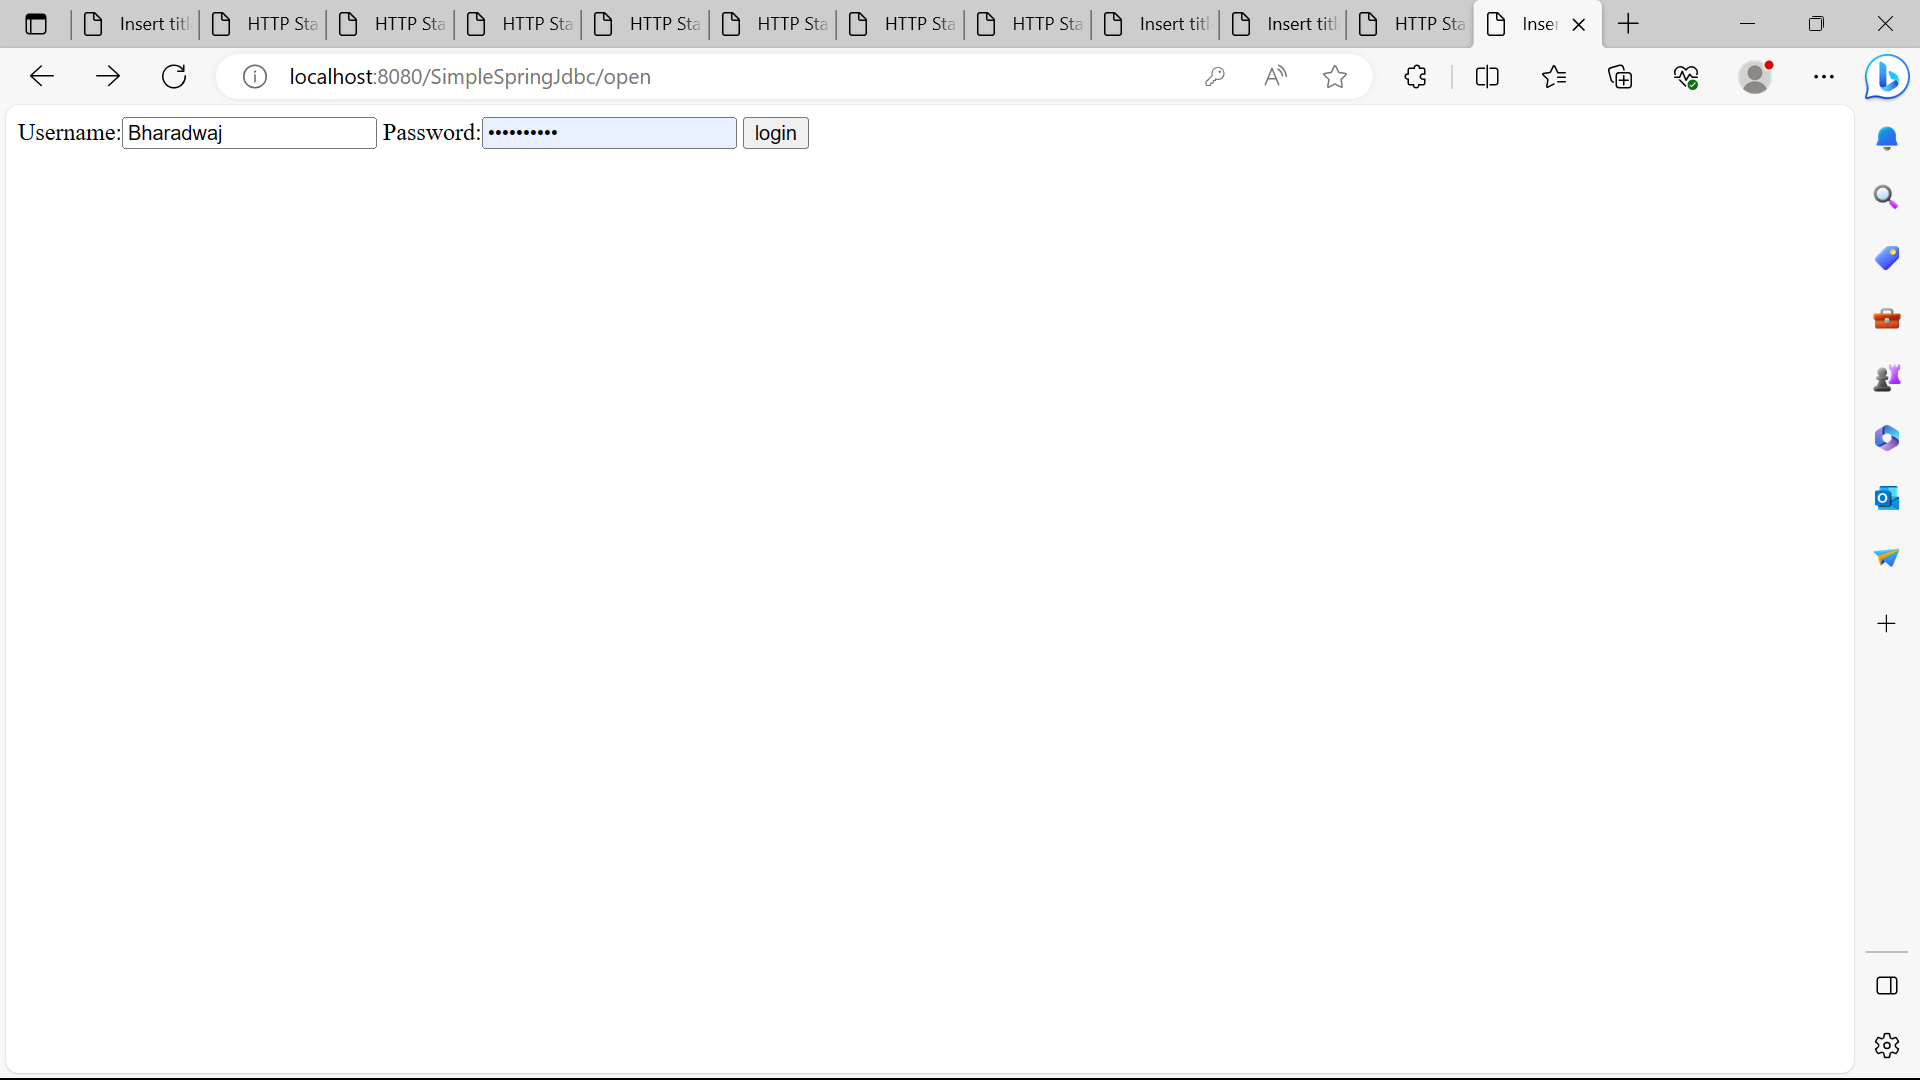 Insert titl HTTP Sta HTTP Sta HTTP Sta HTTP Sta HTTP Sta HTTP Sta HTTP Sta Insert titl Insert titl HTTP Sta Inser
localhost:8080/SimpleSpringJdbc/open
Username: Bharadwaj Password: •••••••••• login